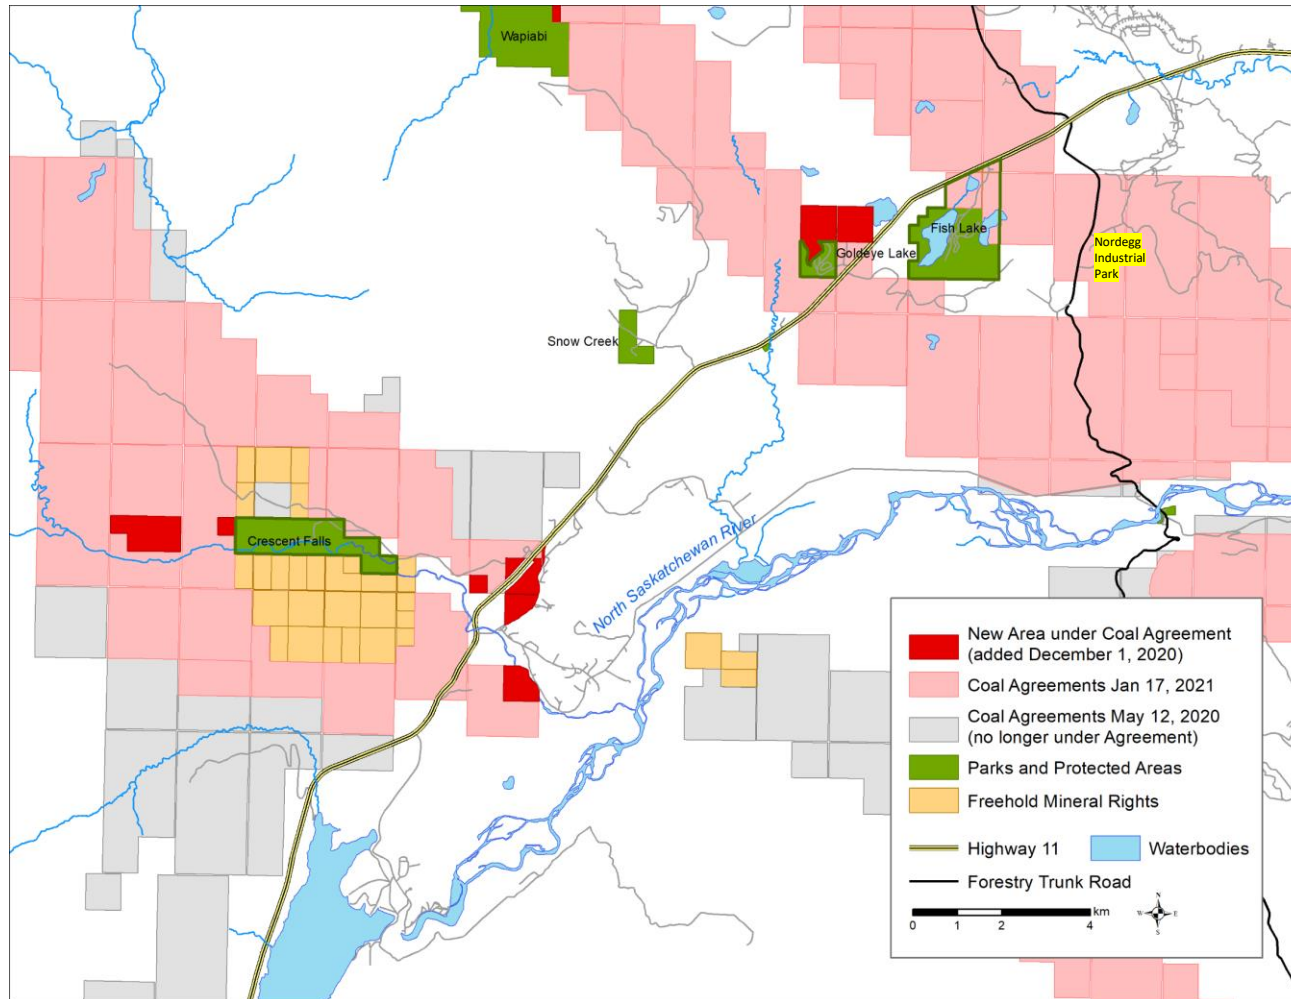 Wapiabi
Fish Lake
Goldeye Lake
Nordegg
Industrial
Park
Snow Creek
Crescent Falls
North Saskatchewan River
New Area under Coal Agreement
(added December 1, 2020)
Coal Agreements Jan 17, 2021
Coal Agreements May 12, 2020
(no longer under Agreement)
Parks and Protected Areas
Freehold Mineral Rights
Highway 11
Waterbodies
Forestry Trunk Road
km
0 1 2 4
N
W E
S